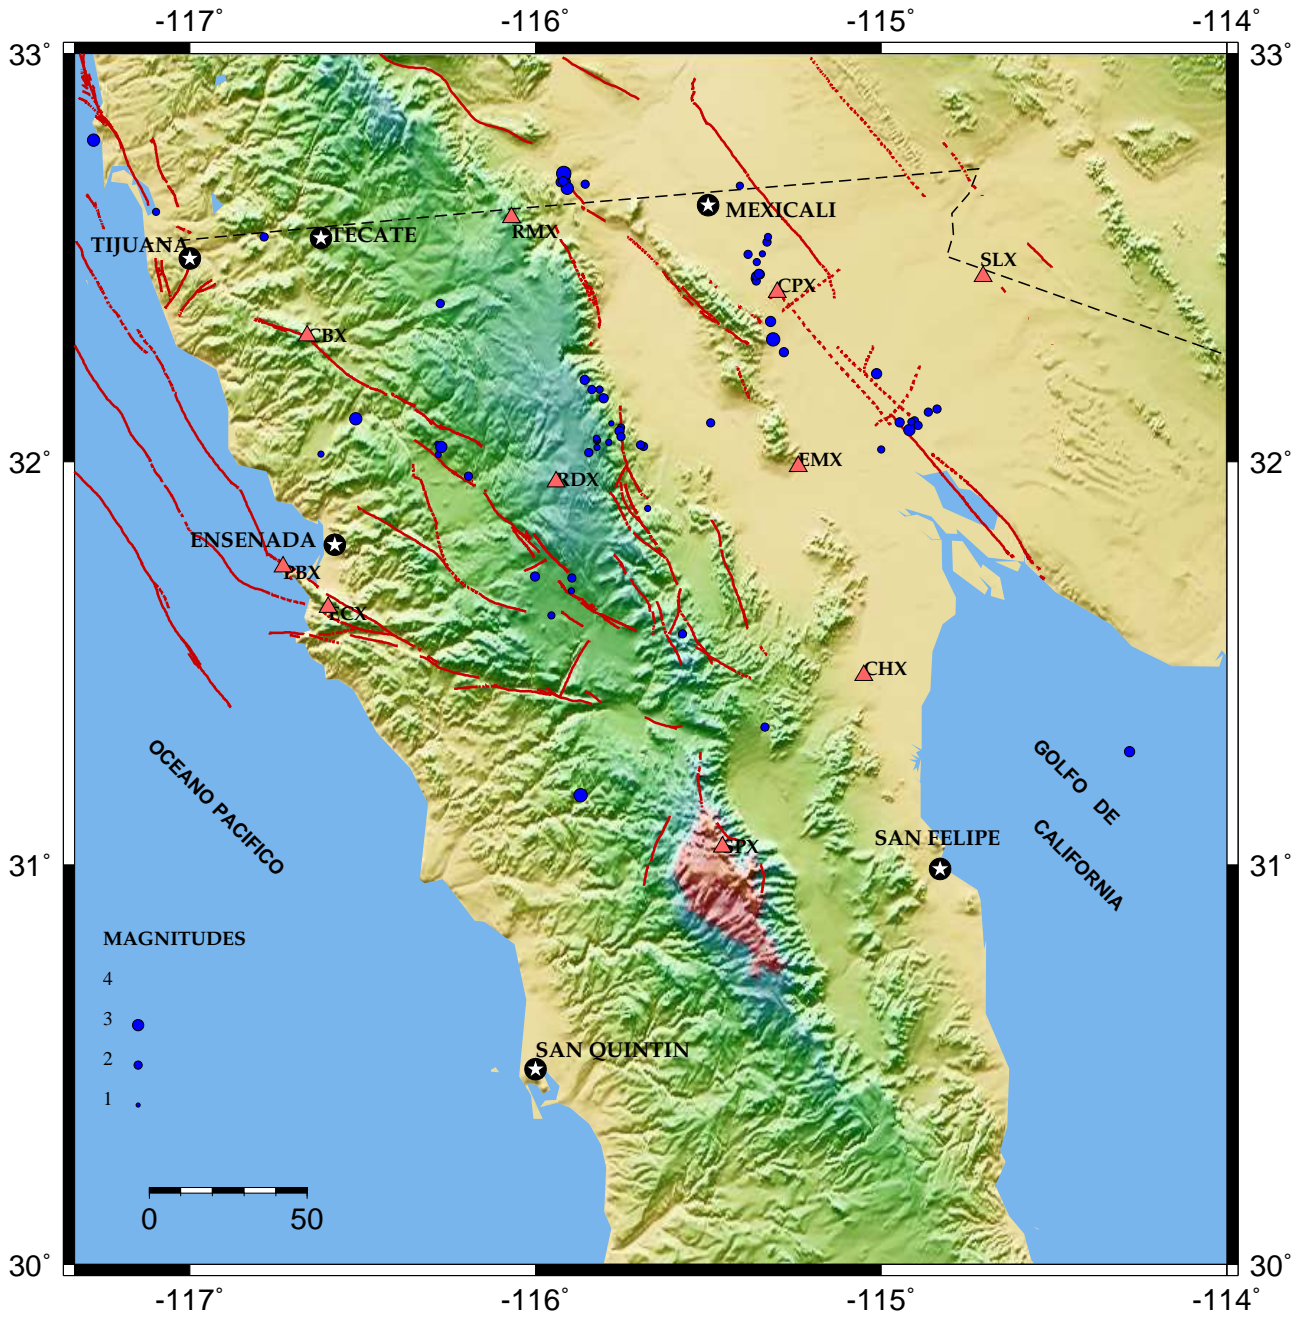 -117° -116° -115° -114°
33° 33°
MEXICALI
TIJUANA
TECATE
RMX
SLX
CPX
CBX
32° 32°
EMX
RDX
ENSENADA
PBX
ECX
CHX
OCEANO PACIFICO
GOLFO DE
CALIFORNIA
SAN FELIPE
SPX
31° 31°
MAGNITUDES
4
3
2
1
SAN QUINTIN
0 50
30° 30°
-117° -116° -115° -114°